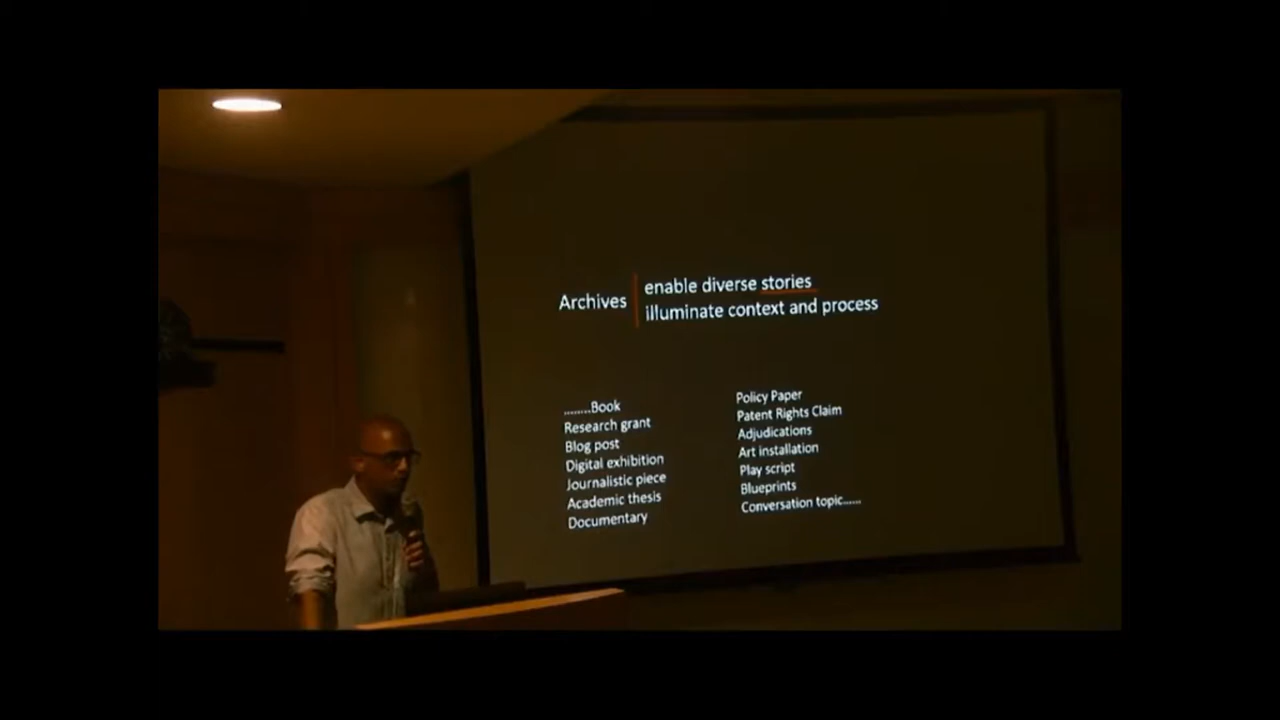 Archives
enable diverse stories
illuminate context and process
........Book
Research grant
Blog post
Digital exhibition
Journalistic piece
Academic thesis
Documentary
Policy Paper
Patent Rights Claim
Adjudications
Art installation
Play script
Blueprints
Conversation topic......